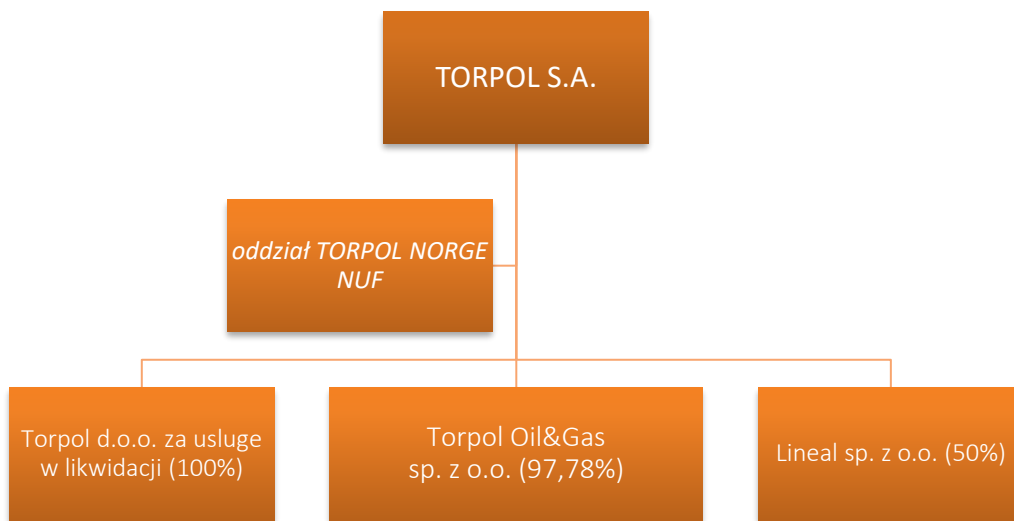 TORPOL S.A.
oddział TORPOL NORGE
NUF
Torpol d.o.o. za usluge
w likwidacji (100%)
Torpol Oil&Gas
sp. z o.o. (97,78%)
Lineal sp. z o.o. (50%)